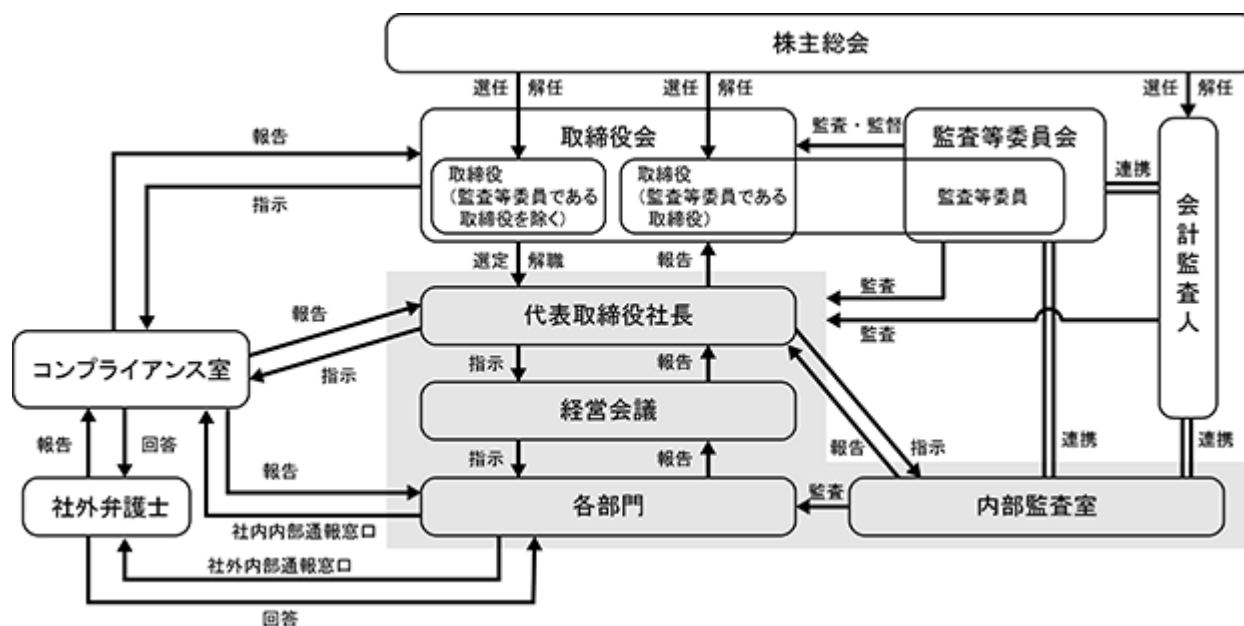 株主総会
選任 解任
選任 解任
選任 解任
取締役会
監査・監督
監査等委員会
報告
連携
取締役
(監査等委員である
取締役を除く)
取締役
(監査等委員である
取締役)
監査等委員
指示
会計監査人
選定 解職
報告
監査
代表取締役社長
報告
監査
コンプライアンス室
指示
指示
報告
経営会議
報告
回答
報告
指示
報告
報告
指示
連携
連携
社外弁護士
各部門
監査
内部監査室
社内内部通報窓口
社外内部通報窓口
回答